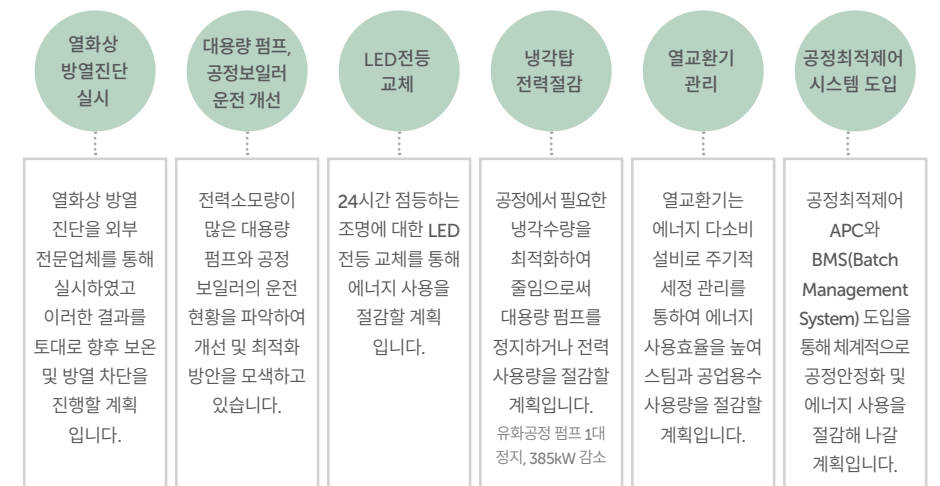 열화상
방열진단
실시
열화상 방열
진단을 외부
전문업체를 통해
실시하였고
이러한 결과를
토대로 향후 보온
및 방열 차단을
진행할 계획
입니다.
대용량 펌프,
공정보일러
운전 개선
전력소모량이
많은 대용량
펌프와 공정
보일러의 운전
현황을 파악하여
개선 및 최적화
방안을 모색하고
있습니다.
LED전등
교체
24시간 점등하는
조명에 대한 LED
전등 교체를 통해
에너지 사용을
절감할 계획
입니다.
냉각탑
전력절감
공정에서 필요한
냉각수량을
최적화하여
줄임으로써
대용량 펌프를
정지하거나 전력
사용량을 절감할
계획입니다.
유화공정 펌프 1대
정지, 385kW 감소
열교환기
관리
열교환기는
에너지 다소비
설비로 주기적
세정 관리를
통하여 에너지
사용효율을 높여
스팀과 공업용수
사용량을 절감할
계획입니다.
공정최적제어
시스템 도입
공정최적제어
APC와
BMS(Batch
Management
System) 도입을
통해 체계적으로
공정안정화 및
에너지 사용을
절감해 나갈
계획입니다.